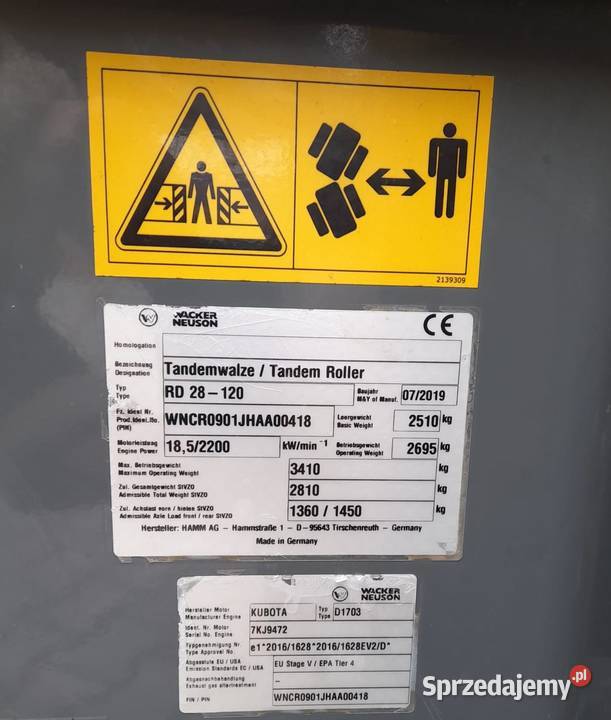 2139309
WACKER
NEUSON
CE
Homologation
Bezeichnung
Designation
Tandemwalze / Tandem Roller
Typ
Type
RD 28-120
Baujahr
M&Y of Manuf.
07/2019
Fz. Ident Nr.
Prod.Ident.No.
(PIN)
WNCR0901JHAA00418
Leergewicht
Basic Weight
2510 kg
Motorleistung
Engine Power
18,5/2200
kW/min⁻¹
Betriebsgewicht
Operating Weight
2695 kg
Max. Betriebsgewicht
Maximum Operating Weight
3410 kg
Zul. Gesamtgewicht StVZO
Admissible Total Weight StVZO
2810 kg
Zul. Achslast vorn / hinten StVZO
Admissible Axle Load front / rear StVZO
1360 / 1450 kg
Hersteller: HAMM AG - Hammstraße 1 - D-95643 Tirschenreuth - Germany
Made in Germany
WACKER
NEUSON
Hersteller Motor
Manufacturer Engine
KUBOTA
Typ
Type
D1703
Ident. Nr. Motor
Serial No. Engine
7KJ9472
Typgenehmigung Nr
Type Approval No.
e1*2016/1628*2016/1628EV2/D*
Abgasstufe EU / USA
Emission Standards EC / USA
EU Stage V / EPA Tier 4
Abgasnachbehandlung
Exhaust gas aftertreatment
-
FIN / PIN
WNCR0901JHAA00418
Sprzedajemy.pl